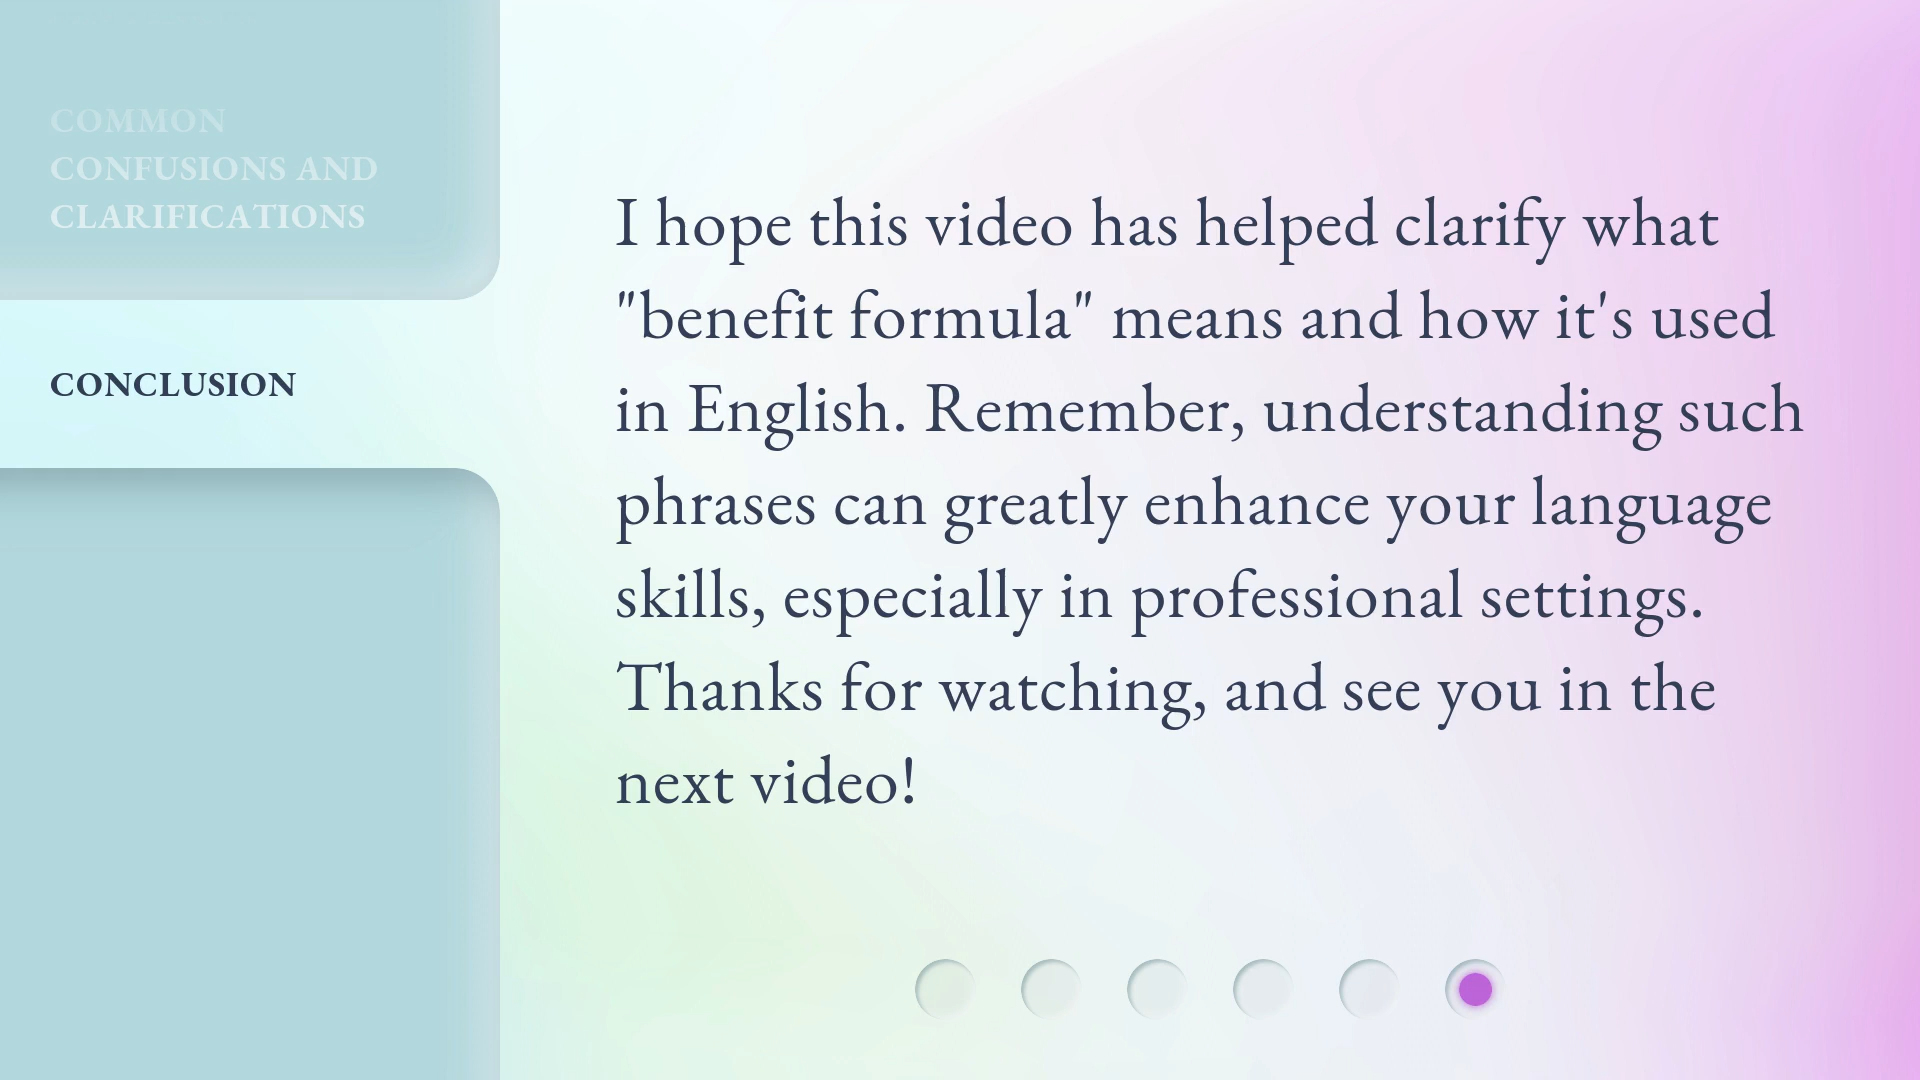 COMMON
CONFUSIONS AND
CLARIFICATIONS
CONCLUSION
I hope this video has helped clarify what
"benefit formula" means and how it's used
in English. Remember, understanding such
phrases can greatly enhance your language
skills, especially in professional settings.
Thanks for watching, and see you in the
next video!